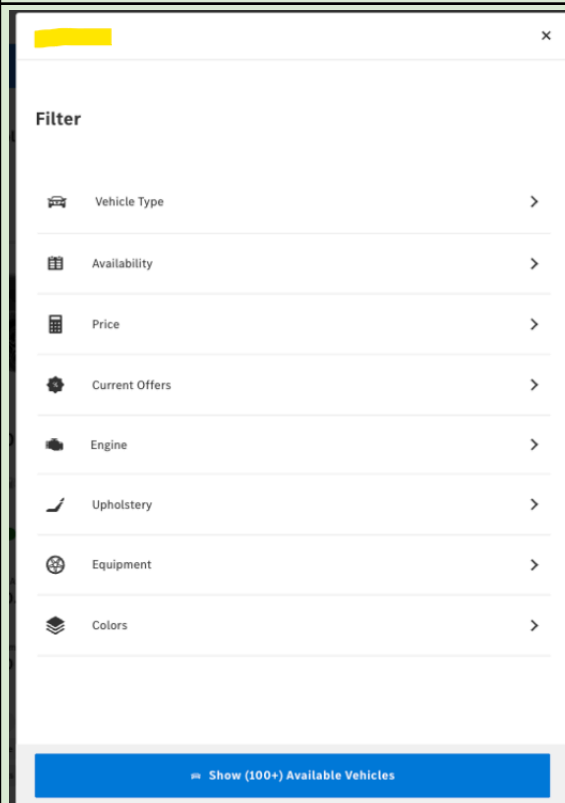 Filter
Vehicle Type
Availability
Price
Current Offers
Engine
Upholstery
Equipment
Colors
Show (100+) Available Vehicles